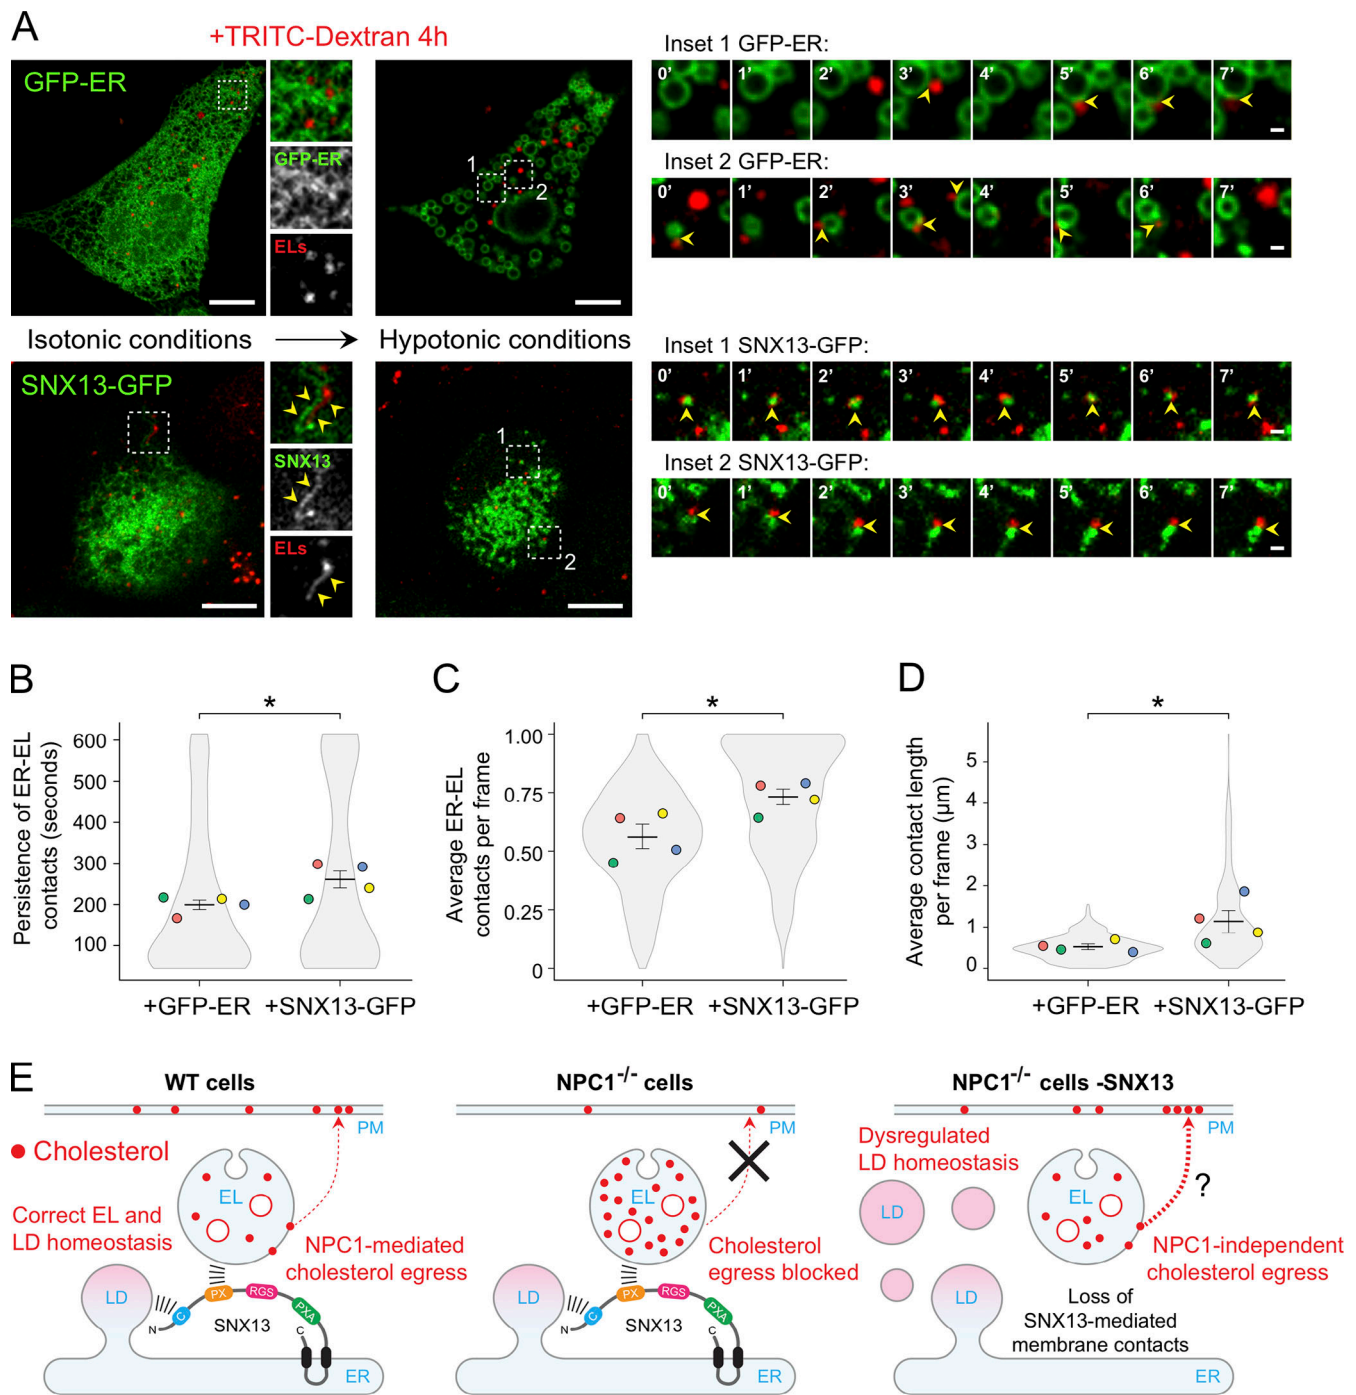 A
+TRITC-Dextran 4h
GFP-ER
GFP-ER
ELs
1
2
Inset 1 GFP-ER:
0’ 1’ 2’ 3’ 4’ 5’ 6’ 7’
Inset 2 GFP-ER:
0’ 1’ 2’ 3’ 4’ 5’ 6’ 7’
Isotonic conditions
Hypotonic conditions
SNX13-GFP
SNX13
ELs
1
2
Inset 1 SNX13-GFP:
0’ 1’ 2’ 3’ 4’ 5’ 6’ 7’
Inset 2 SNX13-GFP:
0’ 1’ 2’ 3’ 4’ 5’ 6’ 7’
B
Persistence of ER-EL
contacts (seconds)
600
500
400
300
200
100
*
+GFP-ER +SNX13-GFP
C
Average ER-EL
contacts per frame
1.00
0.75
0.50
0.25
0
*
+GFP-ER +SNX13-GFP
D
Average contact length
per frame (µm)
5
4
3
2
1
0
*
+GFP-ER +SNX13-GFP
E
WT cells
PM
Cholesterol
EL
Correct EL and
LD homeostasis
NPC1-mediated
cholesterol egress
LD
N
C
PX
RGS
PXA
C
SNX13
ER
NPC1-/- cells
PM
EL
Cholesterol
egress blocked
LD
N
C
PX
RGS
PXA
C
SNX13
ER
NPC1-/- cells -SNX13
PM
Dysregulated
LD homeostasis
LD
EL
?
NPC1-independent
cholesterol egress
LD
Loss of
SNX13-mediated
membrane contacts
ER